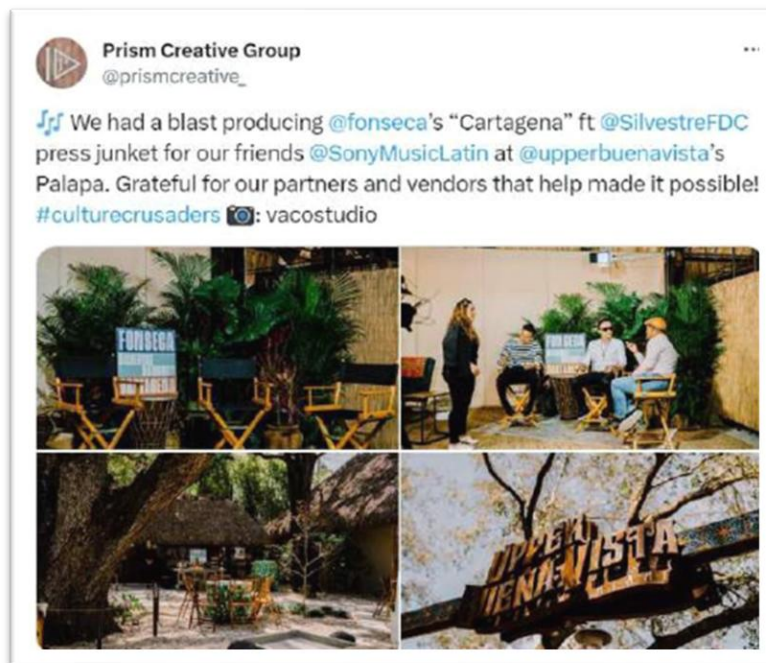 Prism Creative Group
@prismcreative_
We had a blast producing @fonseca's “Cartagena” ft @SilvestreFDC
press junket for our friends @SonyMusicLatin at @upperbuenavista's
Palapa. Grateful for our partners and vendors that help made it possible!
#culturecrusaders 📷: vacostudio
FONSECA
FONSECA
UPPER
BUENA VISTA